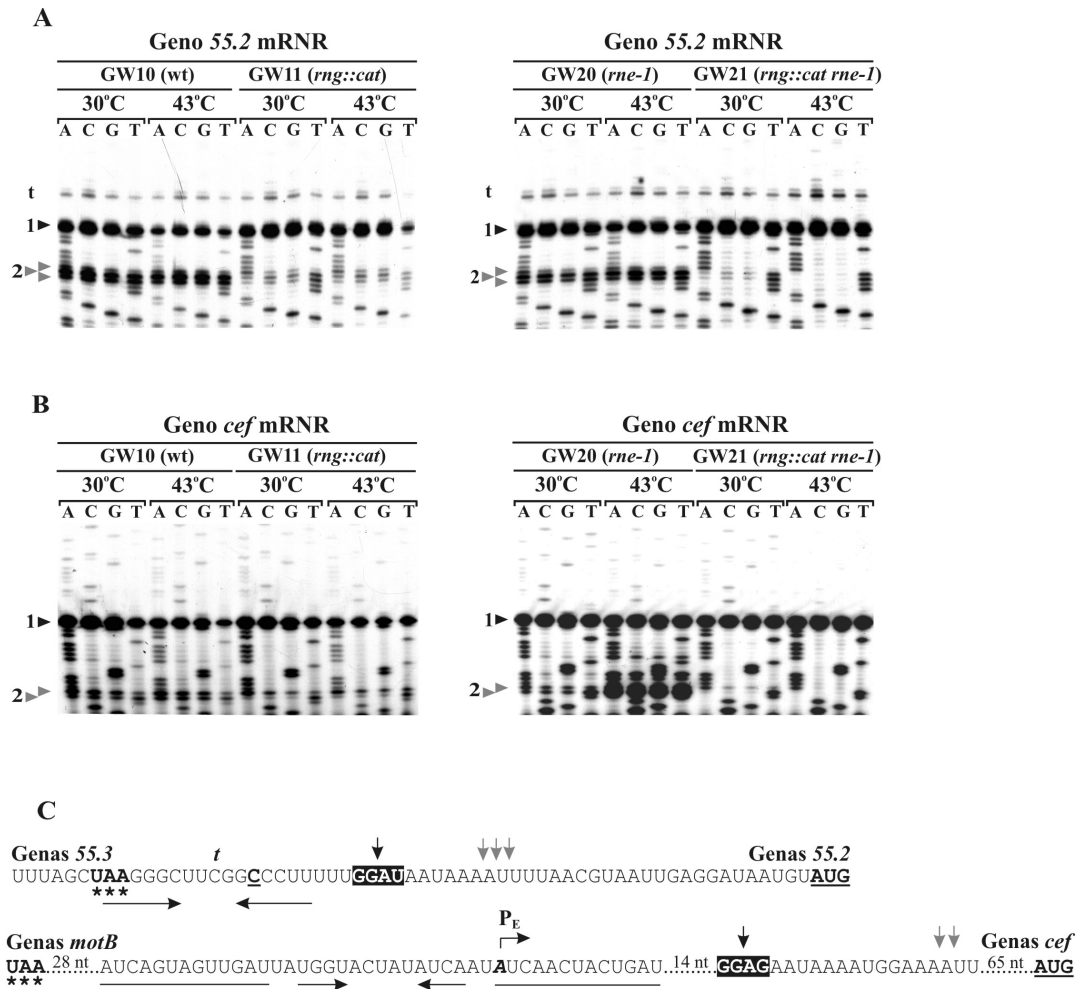 A
Geno 55.2 mRNR
GW10 (wt) GW11 (rng::cat)
30°C 43°C 30°C 43°C
A C G T A C G T A C G T A C G T
t
1
2
Geno 55.2 mRNR
GW20 (rne-1) GW21 (rng::cat rne-1)
30°C 43°C 30°C 43°C
A C G T A C G T A C G T A C G T
t
1
2
B
Geno cef mRNR
GW10 (wt) GW11 (rng::cat)
30°C 43°C 30°C 43°C
A C G T A C G T A C G T A C G T
1
2
Geno cef mRNR
GW20 (rne-1) GW21 (rng::cat rne-1)
30°C 43°C 30°C 43°C
A C G T A C G T A C G T A C G T
1
2
C
Genas 55.3 t Genas 55.2
UUUAGCUAAGGGCUUCGGCCCUUUUUGGAUAAUAAAAUUUUAACGUAAUUGAGGAUAAUGUAUG
***
Genas motB PE Genas cef
UAA 28 nt AUCAGUAGUUGAUUAUGGUACUAUAUCAAUAUCAACUACUGAU 14 nt GGAGAAUAAAAUGGAAAAUU 65 nt AUG
***